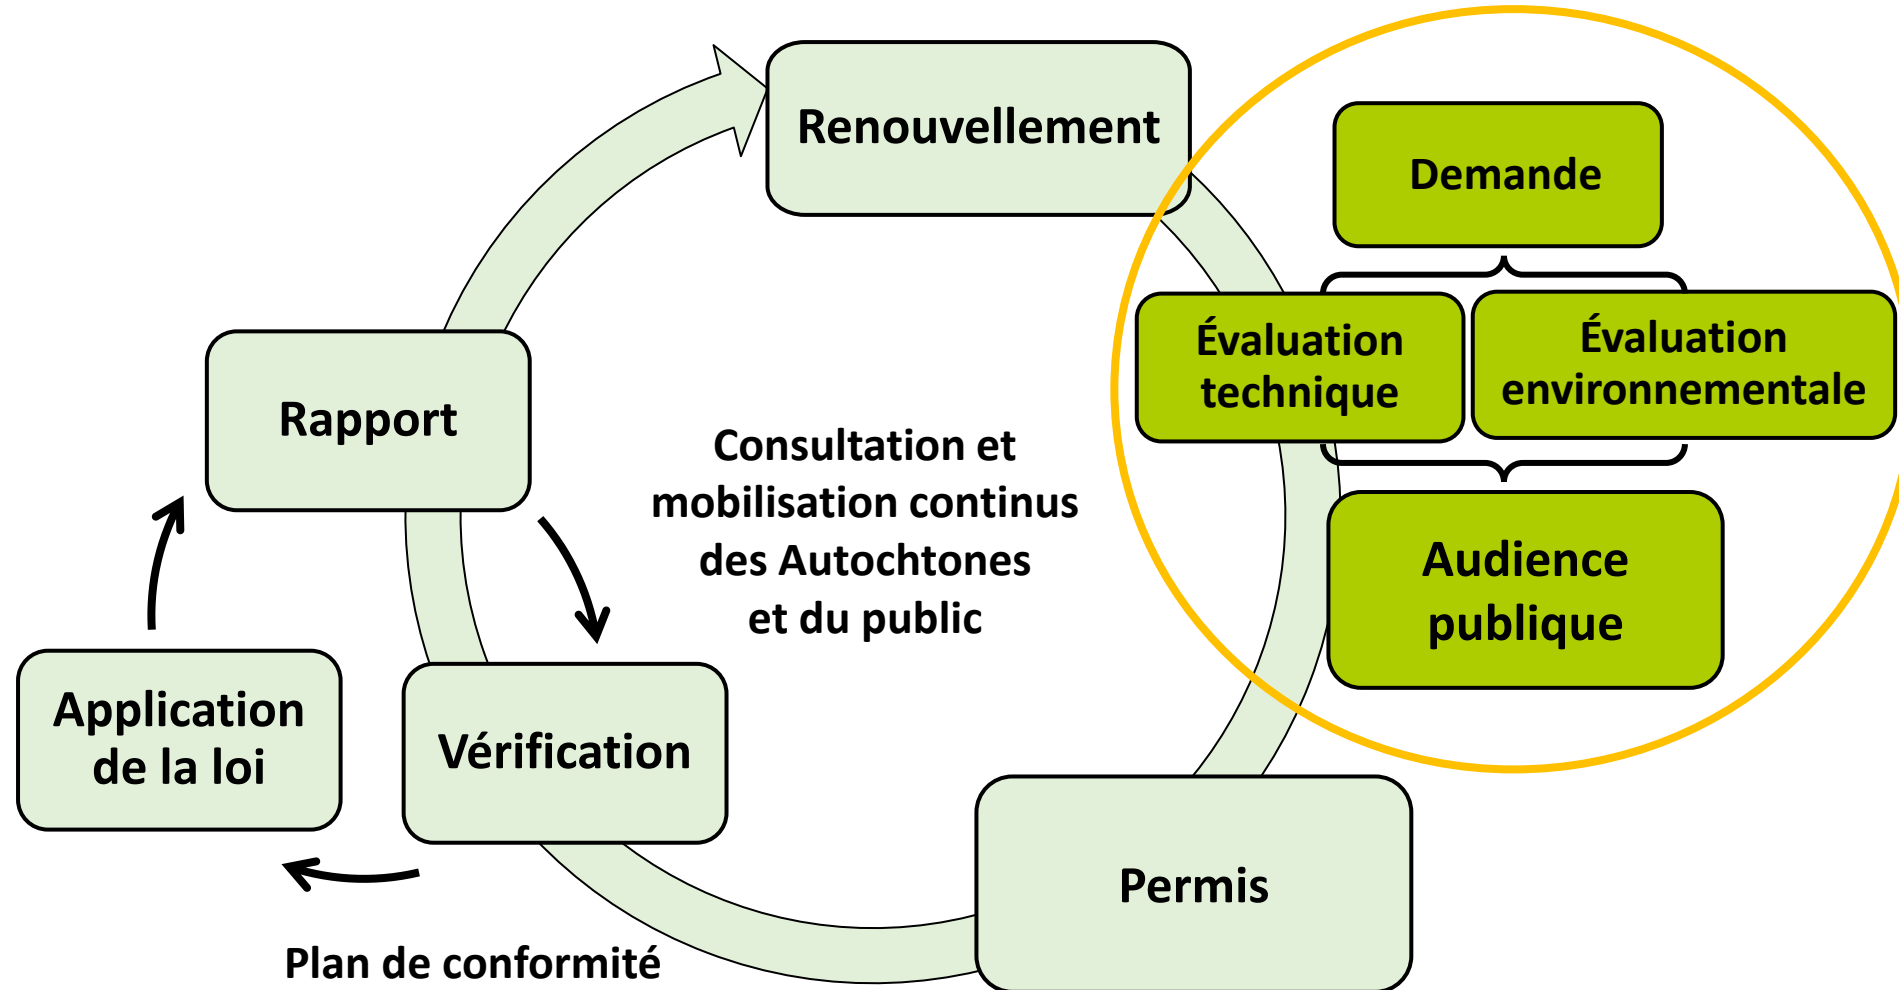 Renouvellement
Demande
Évaluation
technique
Évaluation
environnementale
Audience
publique
Rapport
Consultation et
mobilisation continus
des Autochtones
et du public
Application
de la loi
Vérification
Permis
Plan de conformité